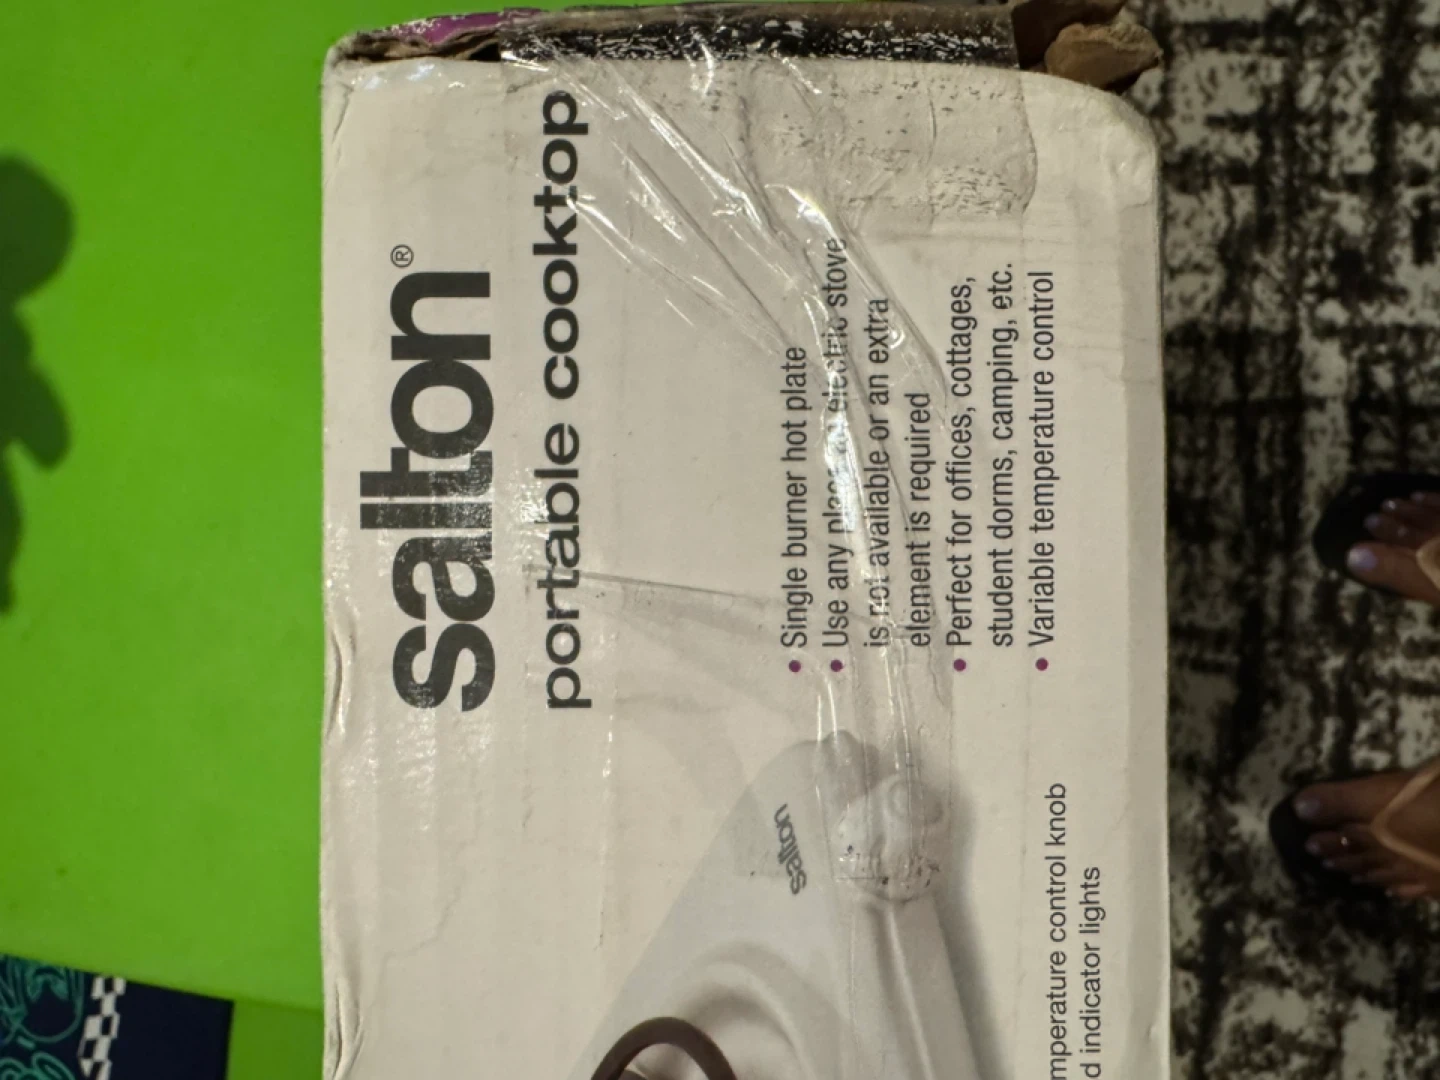 salton®
portable cooktop
• Single burner hot plate
• Use any place an electric stove
is not available or an extra
element is required
• Perfect for offices, cottages,
student dorms, camping, etc.
• Variable temperature control
salton
mperature control knob
d indicator lights